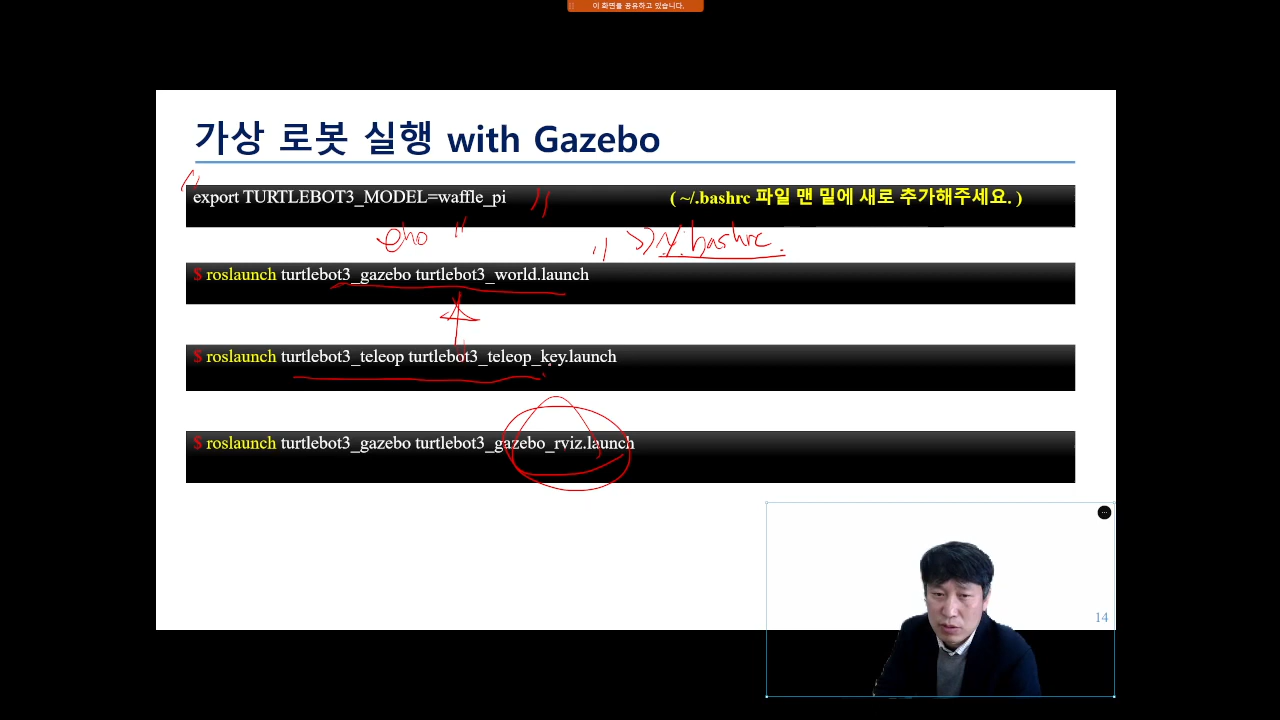 이 화면을 공유하고 있습니다.
가상 로봇 실행 with Gazebo
export TURTLEBOT3_MODEL=waffle_pi ( ~/.bashrc 파일 맨 밑에 새로 추가해주세요. )
eho " " >> ~/.bashrc
$ roslaunch turtlebot3_gazebo turtlebot3_world.launch
$ roslaunch turtlebot3_teleop turtlebot3_teleop_key.launch
$ roslaunch turtlebot3_gazebo turtlebot3_gazebo_rviz.launch
14